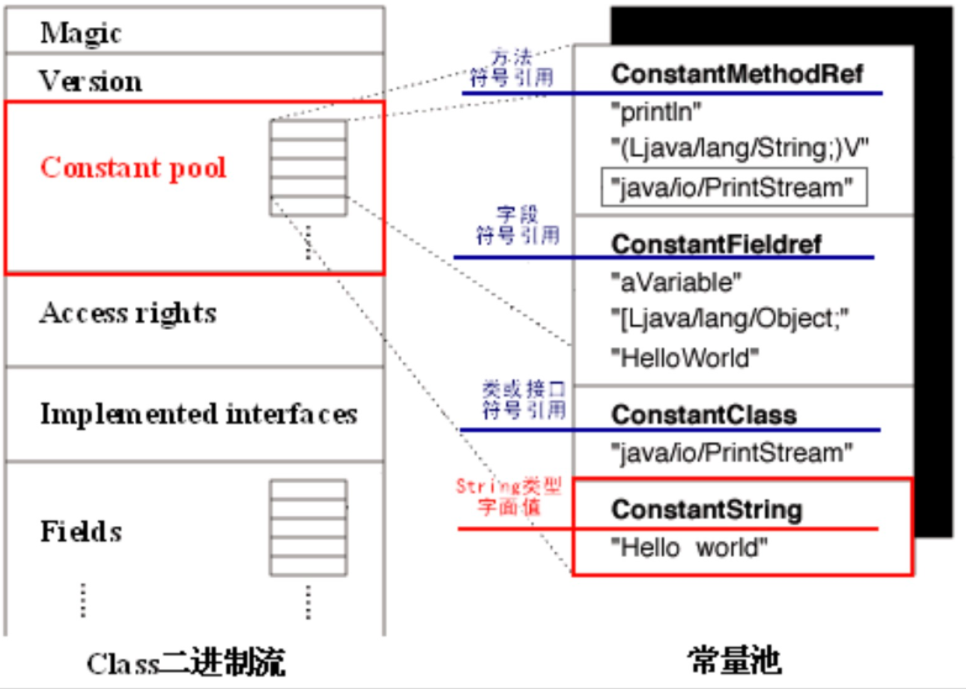 Magic
Version
Constant pool
Access rights
Implemented interfaces
Fields
Class二进制流
方法
符号引用
ConstantMethodRef
"println"
"(Ljava/lang/String;)V"
"java/io/PrintStream"
字段
符号引用
ConstantFieldref
"aVariable"
"[Ljava/lang/Object;"
"HelloWorld"
类或接口
符号引用
ConstantClass
"java/io/PrintStream"
String类型
字面值
ConstantString
"Hello world"
常量池